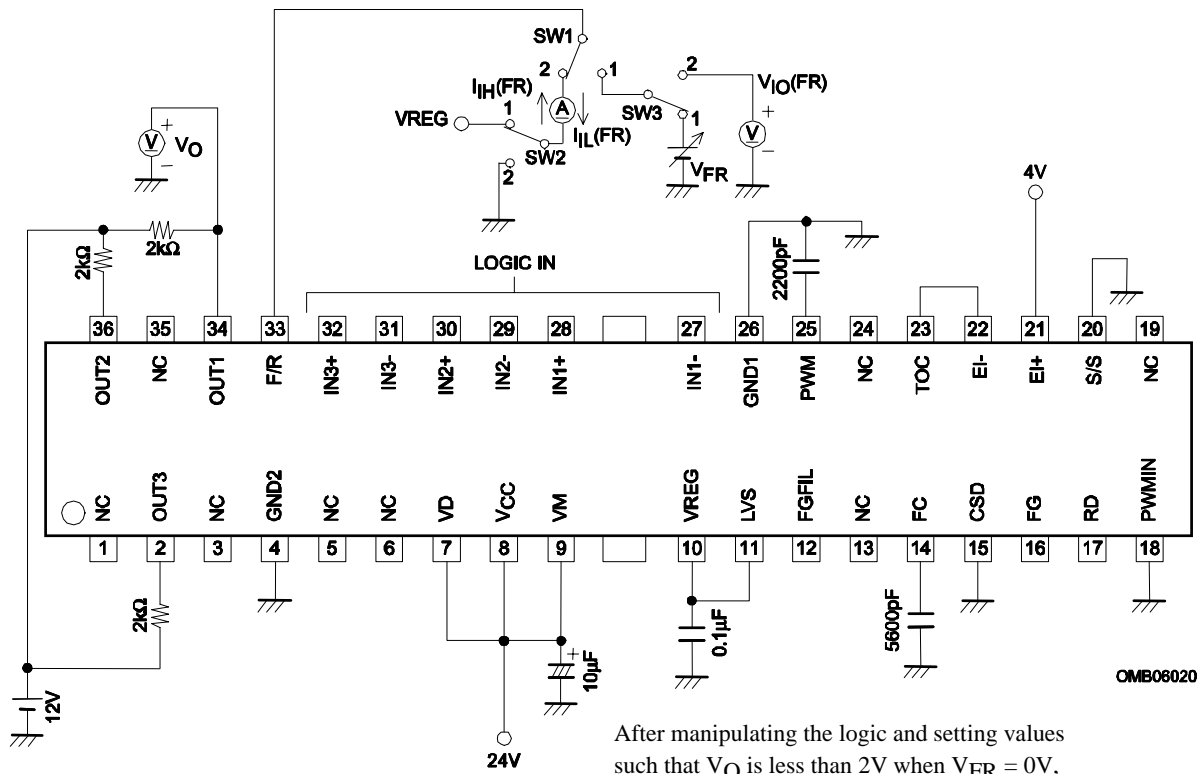 SW1
2
1
2
V_IO(FR)
I_IH(FR)
A
SW3
1
VREG
1
I_IL(FR)
V
SW2
2
V_FR
V
V_O
4V
2kΩ
2kΩ
LOGIC IN
2200pF
36 35 34 33 32 31 30 29 28 27 26 25 24 23 22 21 20 19
OUT2 NC OUT1 F/R IN3+ IN3- IN2+ IN2- IN1+ IN1- GND1 PWM NC TOC EI- EI+ S/S NC
NC OUT3 NC GND2 NC NC VD VCC VM VREG LVS FGFIL NC FC CSD FG RD PWMIN
1 2 3 4 5 6 7 8 9 10 11 12 13 14 15 16 17 18
2kΩ
0.1µF
5600pF
10µF
12V
24V
OMB06020
After manipulating the logic and setting values
such that VO is less than 2V when VFR = 0V,